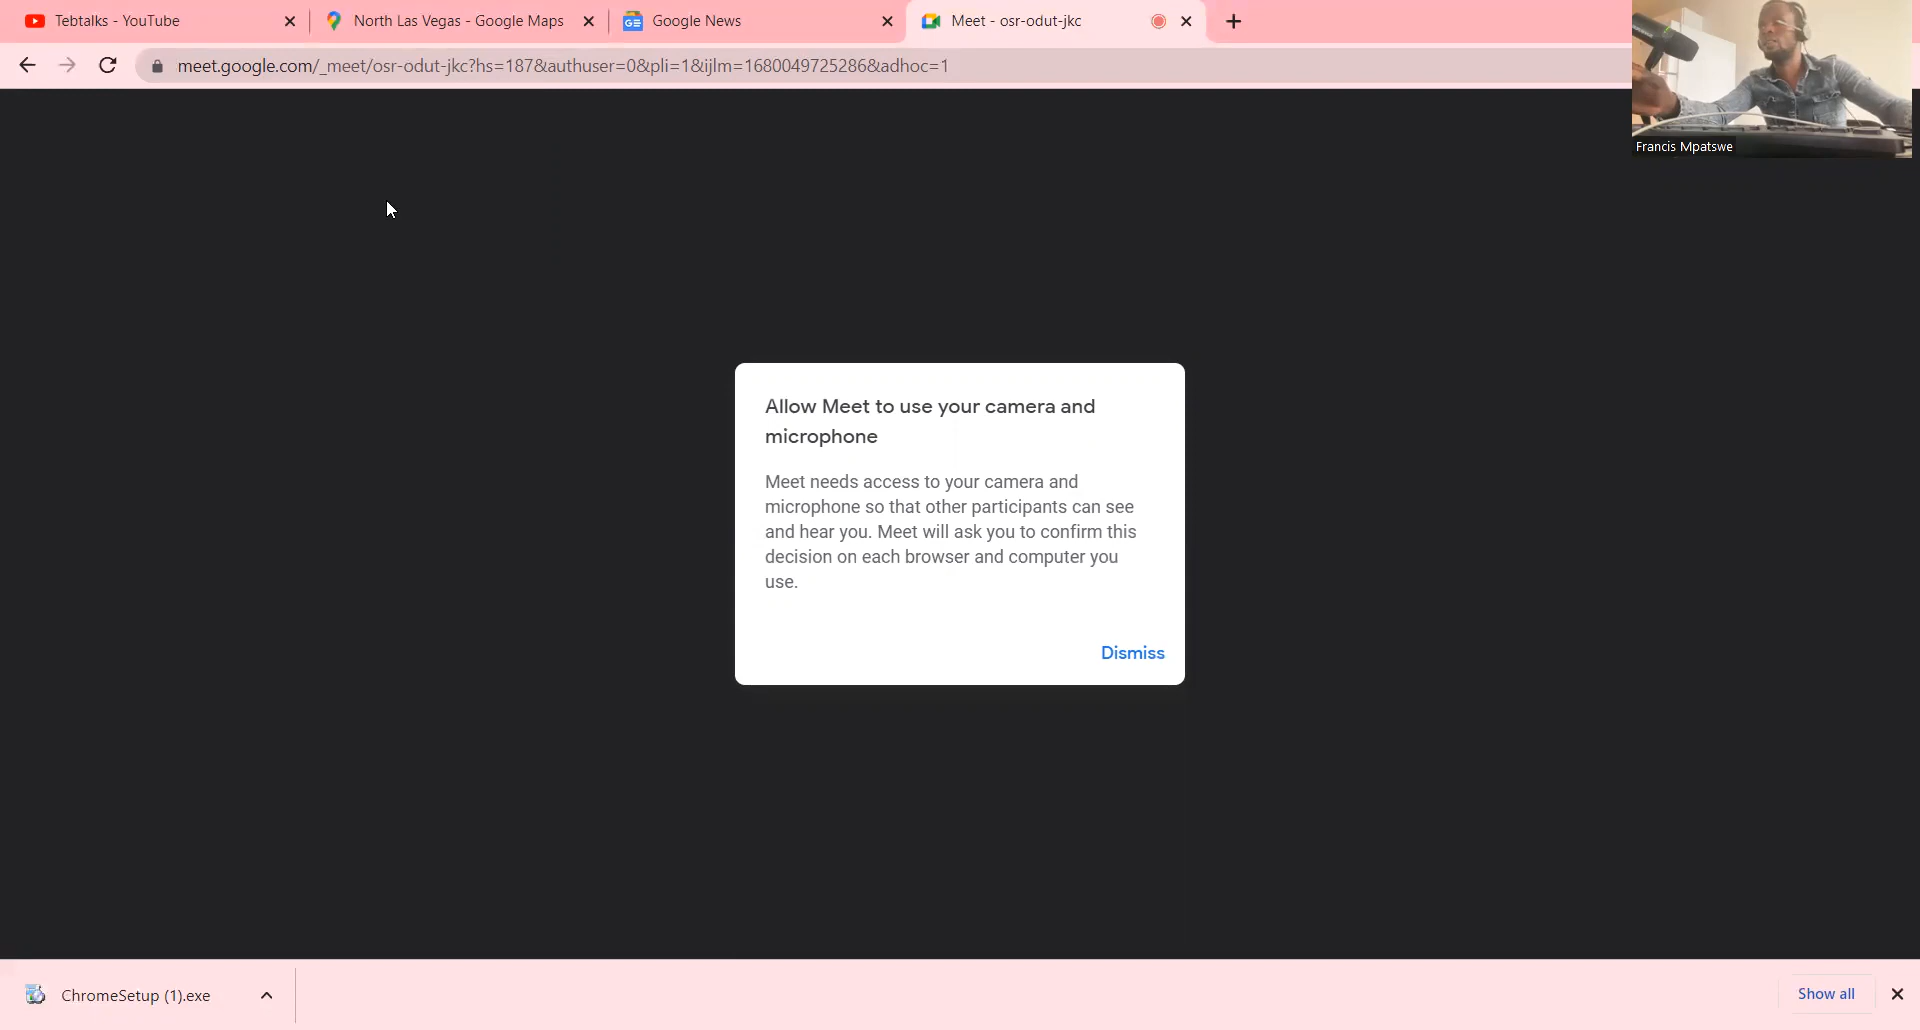 Tebtalks - YouTube
North Las Vegas - Google Maps
Google News
Meet - osr-odut-jkc
meet.google.com/_meet/osr-odut-jkc?hs=187&authuser=0&pli=1&ijlm=1680049725286&adhoc=1
Francis Mpatswe
Allow Meet to use your camera and
microphone
Meet needs access to your camera and
microphone so that other participants can see
and hear you. Meet will ask you to confirm this
decision on each browser and computer you
use.
Dismiss
ChromeSetup (1).exe
Show all